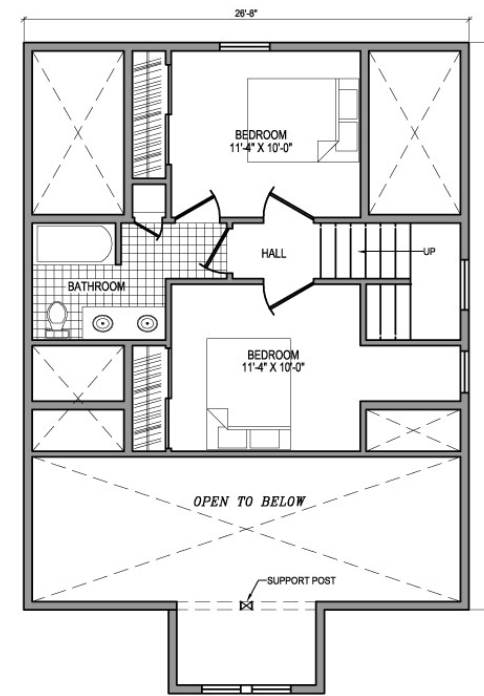 26'-8"
BEDROOM
11'-4" X 10'-0"
HALL
UP
BATHROOM
BEDROOM
11'-4" X 10'-0"
OPEN TO BELOW
SUPPORT POST